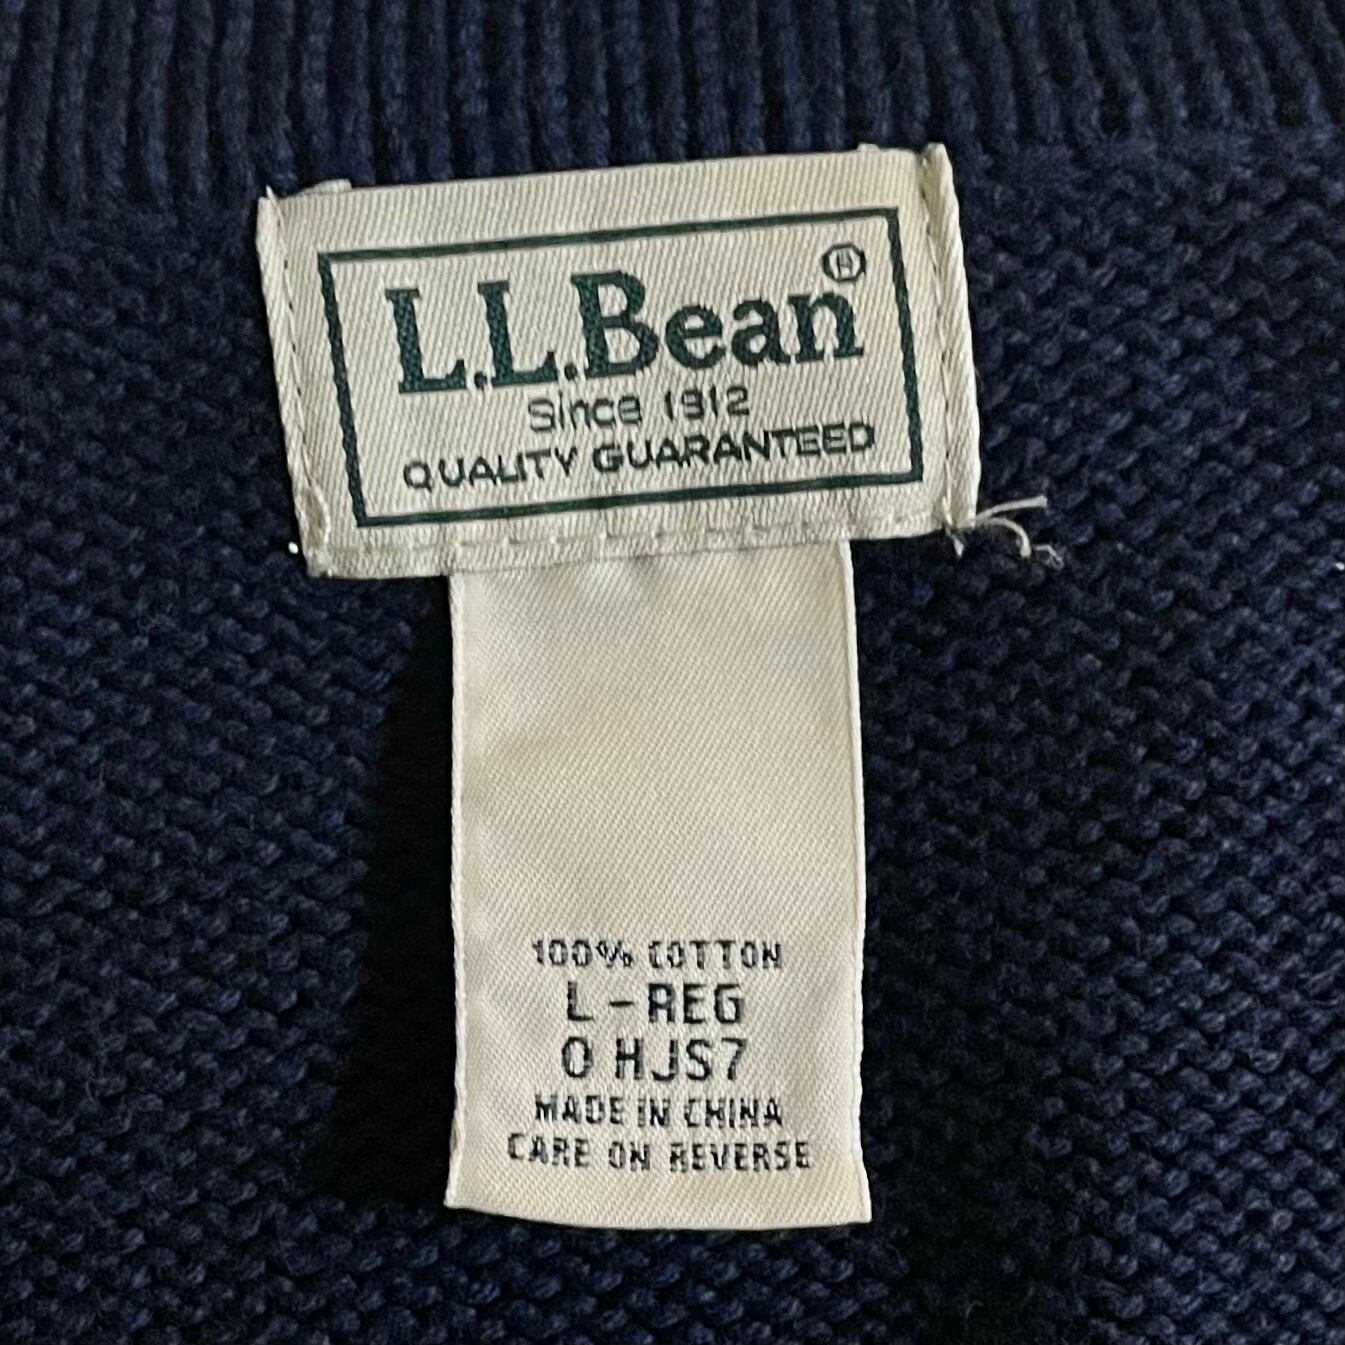 L.L.Bean®
Since 1912
QUALITY GUARANTEED
100% COTTON
L-REG
0 HJS7
MADE IN CHINA
CARE ON REVERSE